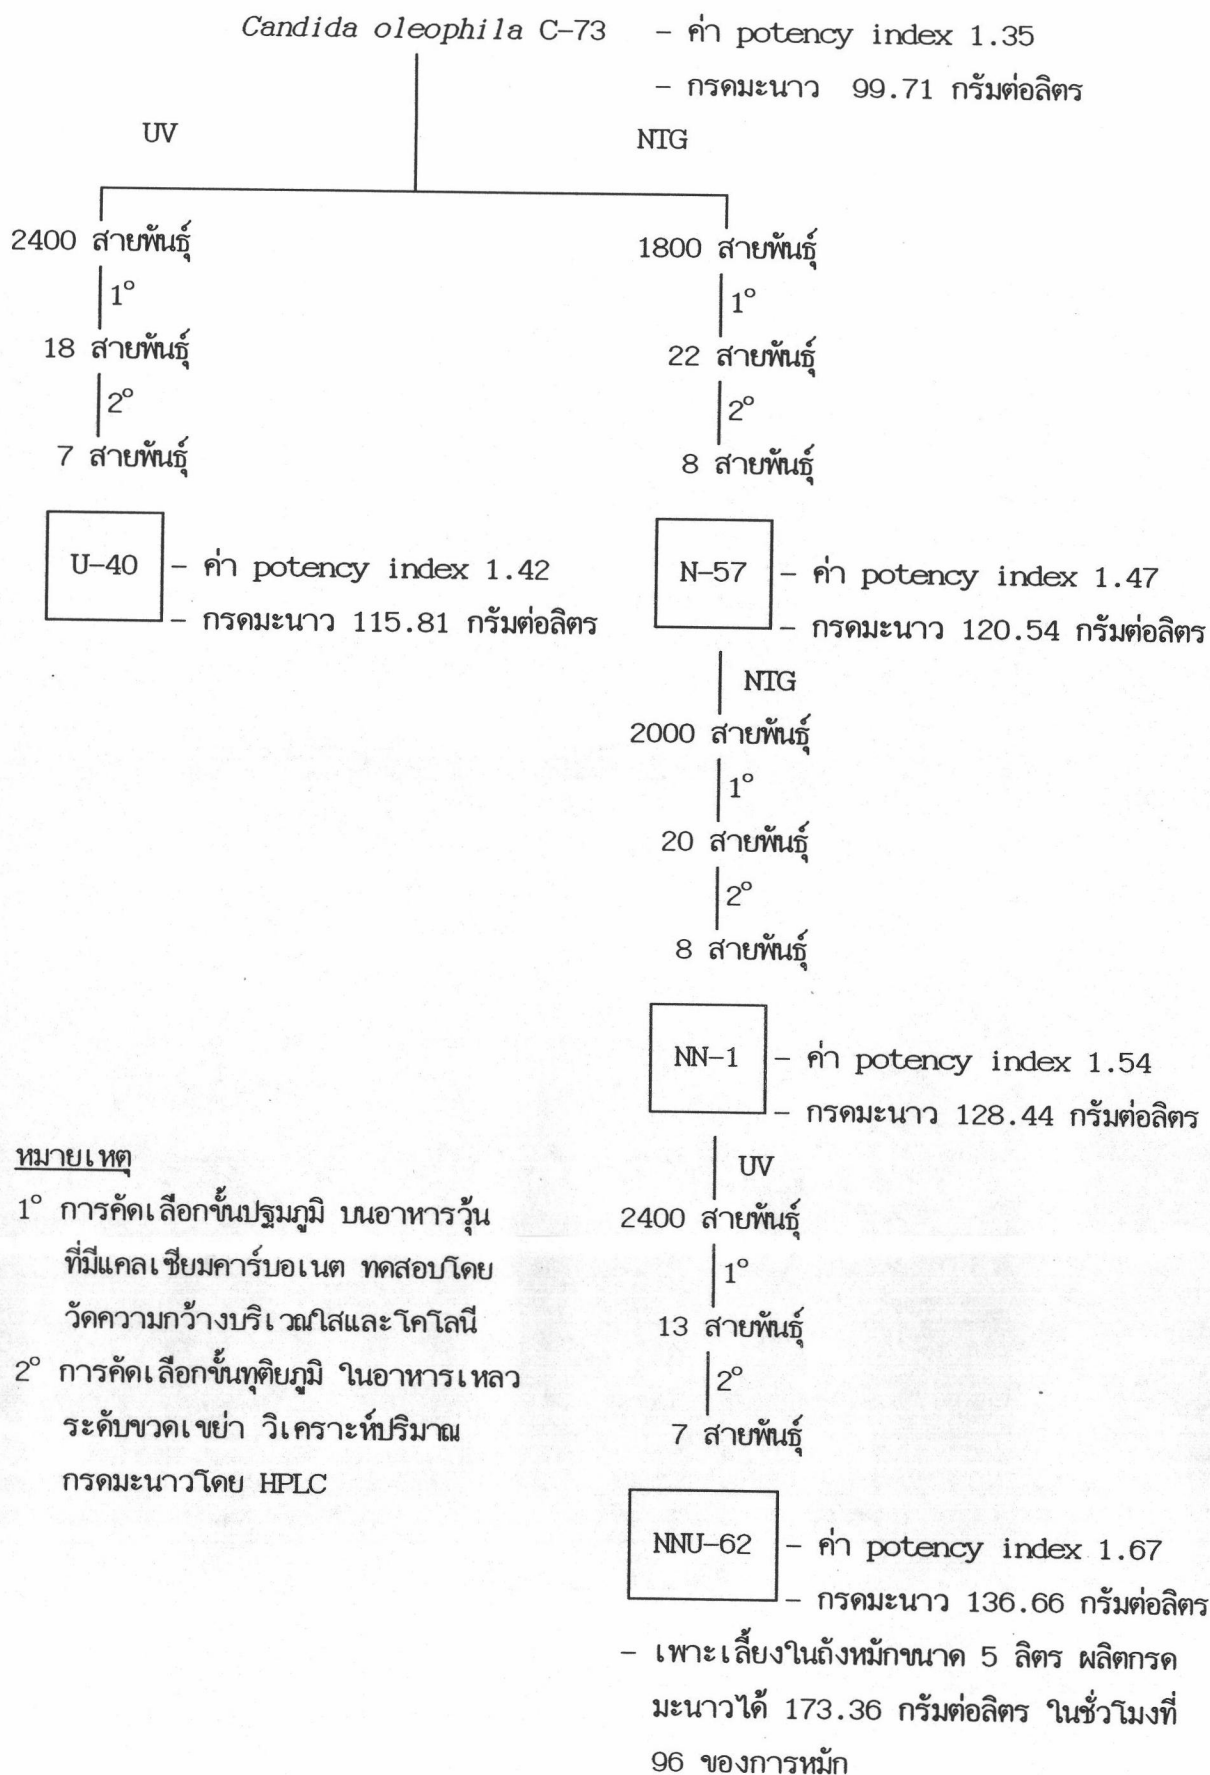 Candida oleophila C-73 - ค่า potency index 1.35
- กรดมะนาว 99.71 กรัมต่อลิตร
UV
NTG
2400 สายพันธุ์
1°
18 สายพันธุ์
2°
7 สายพันธุ์
U-40
- ค่า potency index 1.42
- กรดมะนาว 115.81 กรัมต่อลิตร
1800 สายพันธุ์
1°
22 สายพันธุ์
2°
8 สายพันธุ์
N-57
- ค่า potency index 1.47
- กรดมะนาว 120.54 กรัมต่อลิตร
NTG
2000 สายพันธุ์
1°
20 สายพันธุ์
2°
8 สายพันธุ์
NN-1
- ค่า potency index 1.54
- กรดมะนาว 128.44 กรัมต่อลิตร
UV
2400 สายพันธุ์
1°
13 สายพันธุ์
2°
7 สายพันธุ์
NNU-62
- ค่า potency index 1.67
- กรดมะนาว 136.66 กรัมต่อลิตร
- เพาะเลี้ยงในถังหมักขนาด 5 ลิตร ผลิตกรด
มะนาวได้ 173.36 กรัมต่อลิตร ในชั่วโมงที่
96 ของการหมัก
หมายเหตุ
1° การคัดเลือกขั้นปฐมภูมิ บนอาหารวุ้น
ที่มีแคลเซียมคาร์บอเนต ทดสอบโดย
วัดความกว้างบริเวณใสและโคโลนี
2° การคัดเลือกขั้นทุติยภูมิ ในอาหารเหลว
ระดับขวดเขย่า วิเคราะห์ปริมาณ
กรดมะนาวโดย HPLC